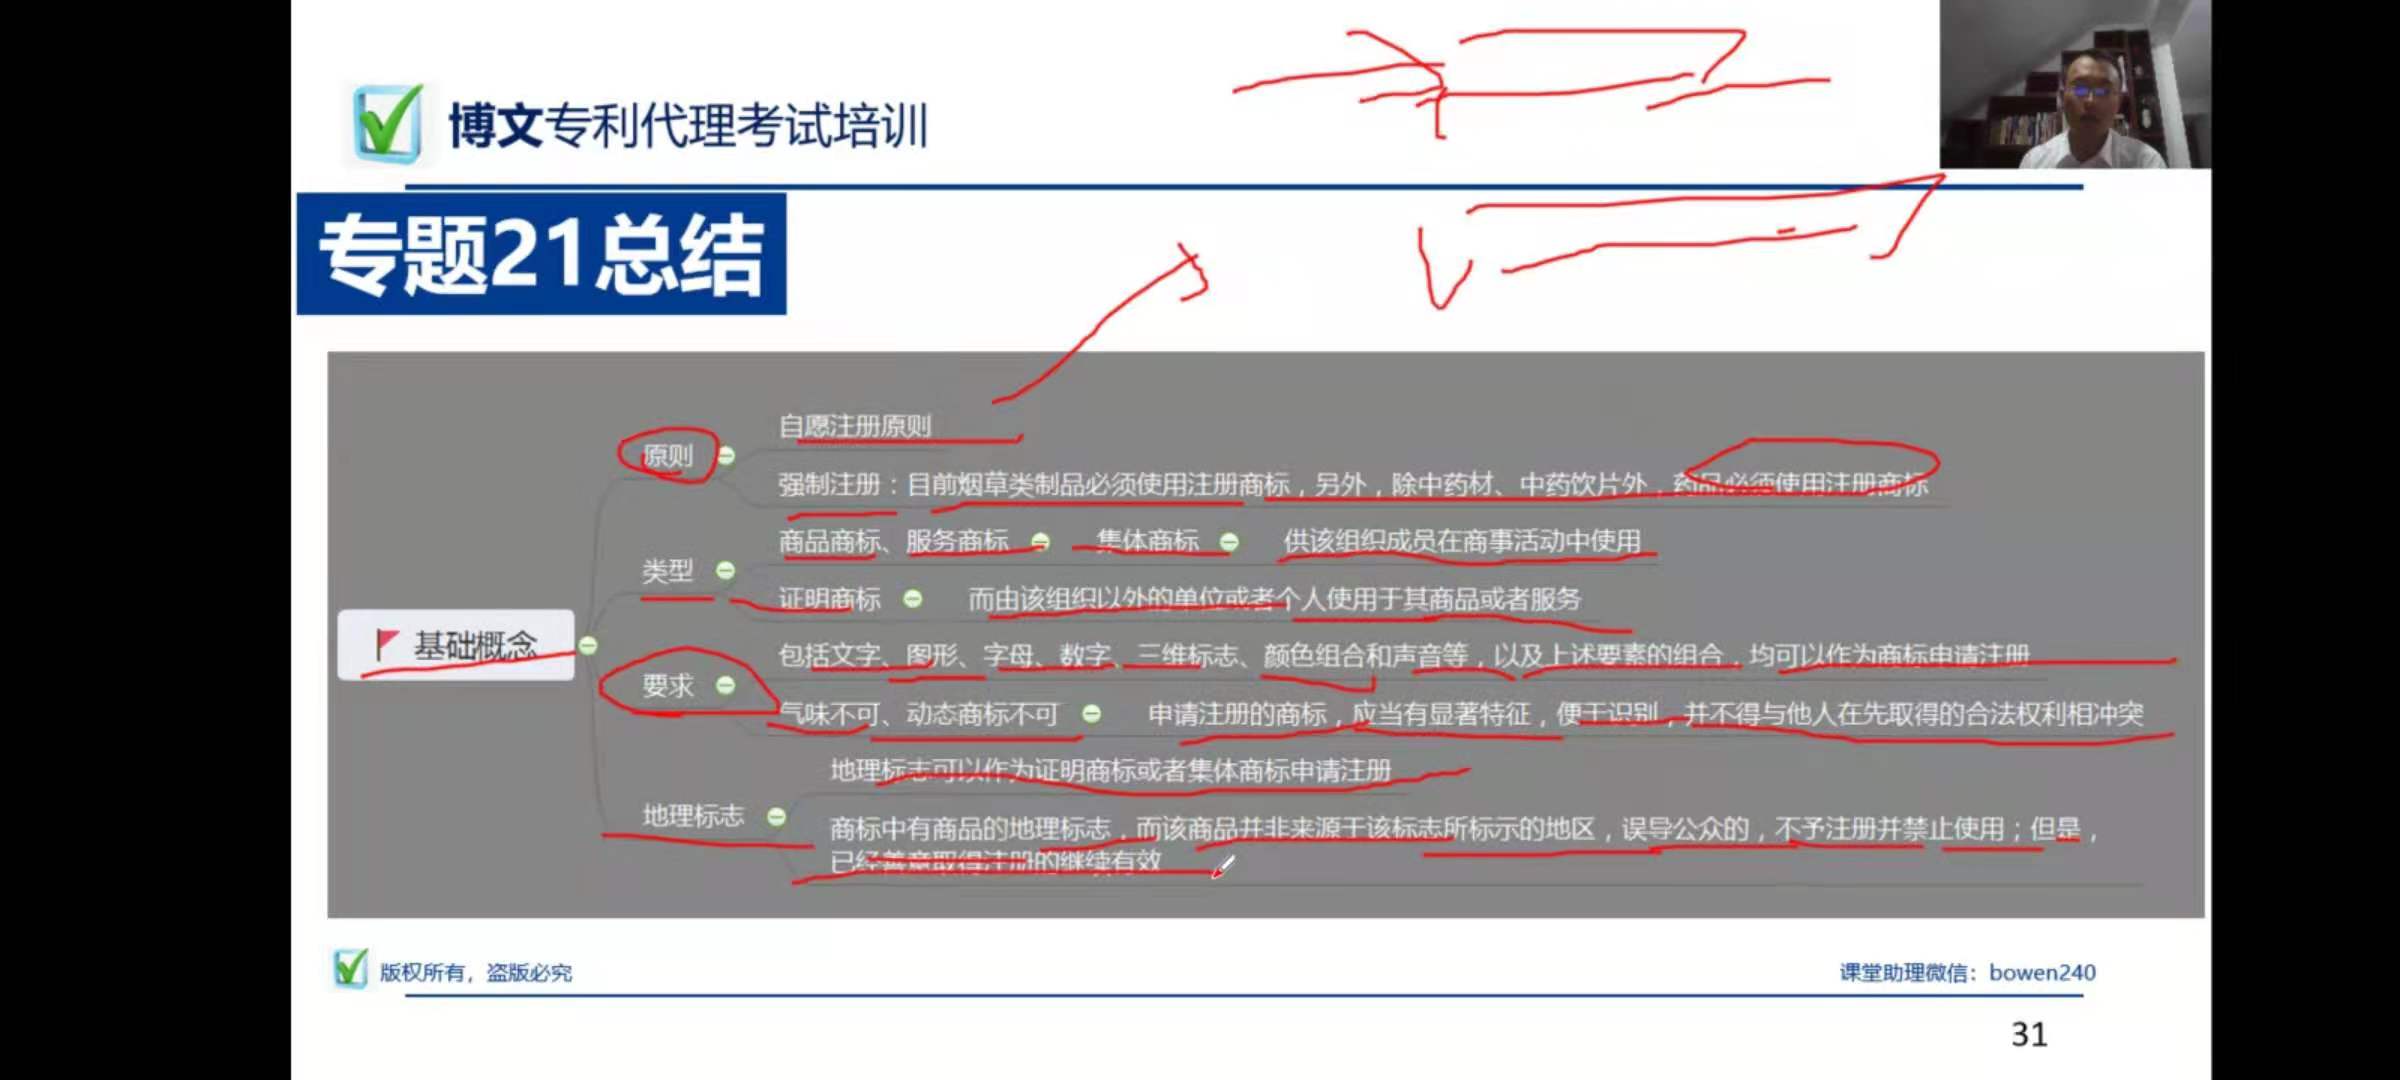 博文专利代理考试培训
专题21总结
基础概念
原则
自愿注册原则
强制注册：目前烟草类制品必须使用注册商标，另外，除中药材、中药饮片外，药品必须使用注册商标
类型
商品商标、服务商标 集体商标 供该组织成员在商事活动中使用
证明商标 而由该组织以外的单位或者个人使用于其商品或者服务
要求
包括文字、图形、字母、数字、三维标志、颜色组合和声音等，以及上述要素的组合，均可以作为商标申请注册
气味不可、动态商标不可 申请注册的商标，应当有显著特征，便于识别，并不得与他人在先取得的合法权利相冲突
地理标志
地理标志可以作为证明商标或者集体商标申请注册
商标中有商品的地理标志，而该商品并非来源于该标志所标示的地区，误导公众的，不予注册并禁止使用；但是，
已经善意取得注册的继续有效
版权所有，盗版必究
课堂助理微信：bowen240
31